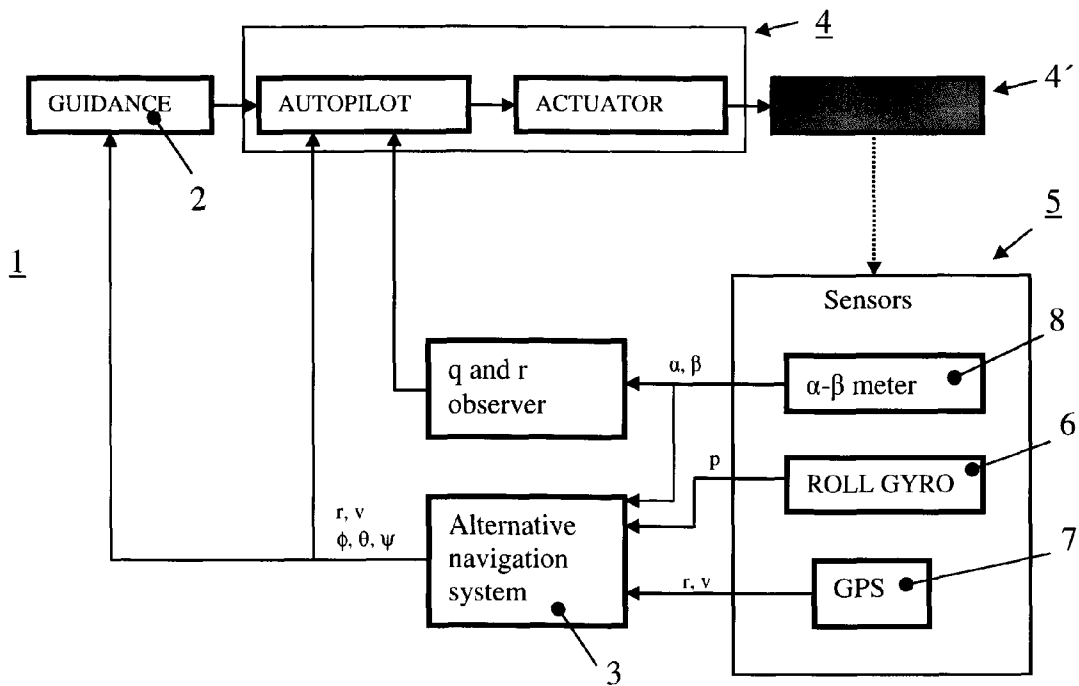 4
GUIDANCE
AUTOPILOT
ACTUATOR
4´
2
1
5
Sensors
8
q and r
observer
α, β
α-β meter
6
p
ROLL GYRO
r, v
ϕ, θ, ψ
Alternative
navigation
system
7
r, v
GPS
3